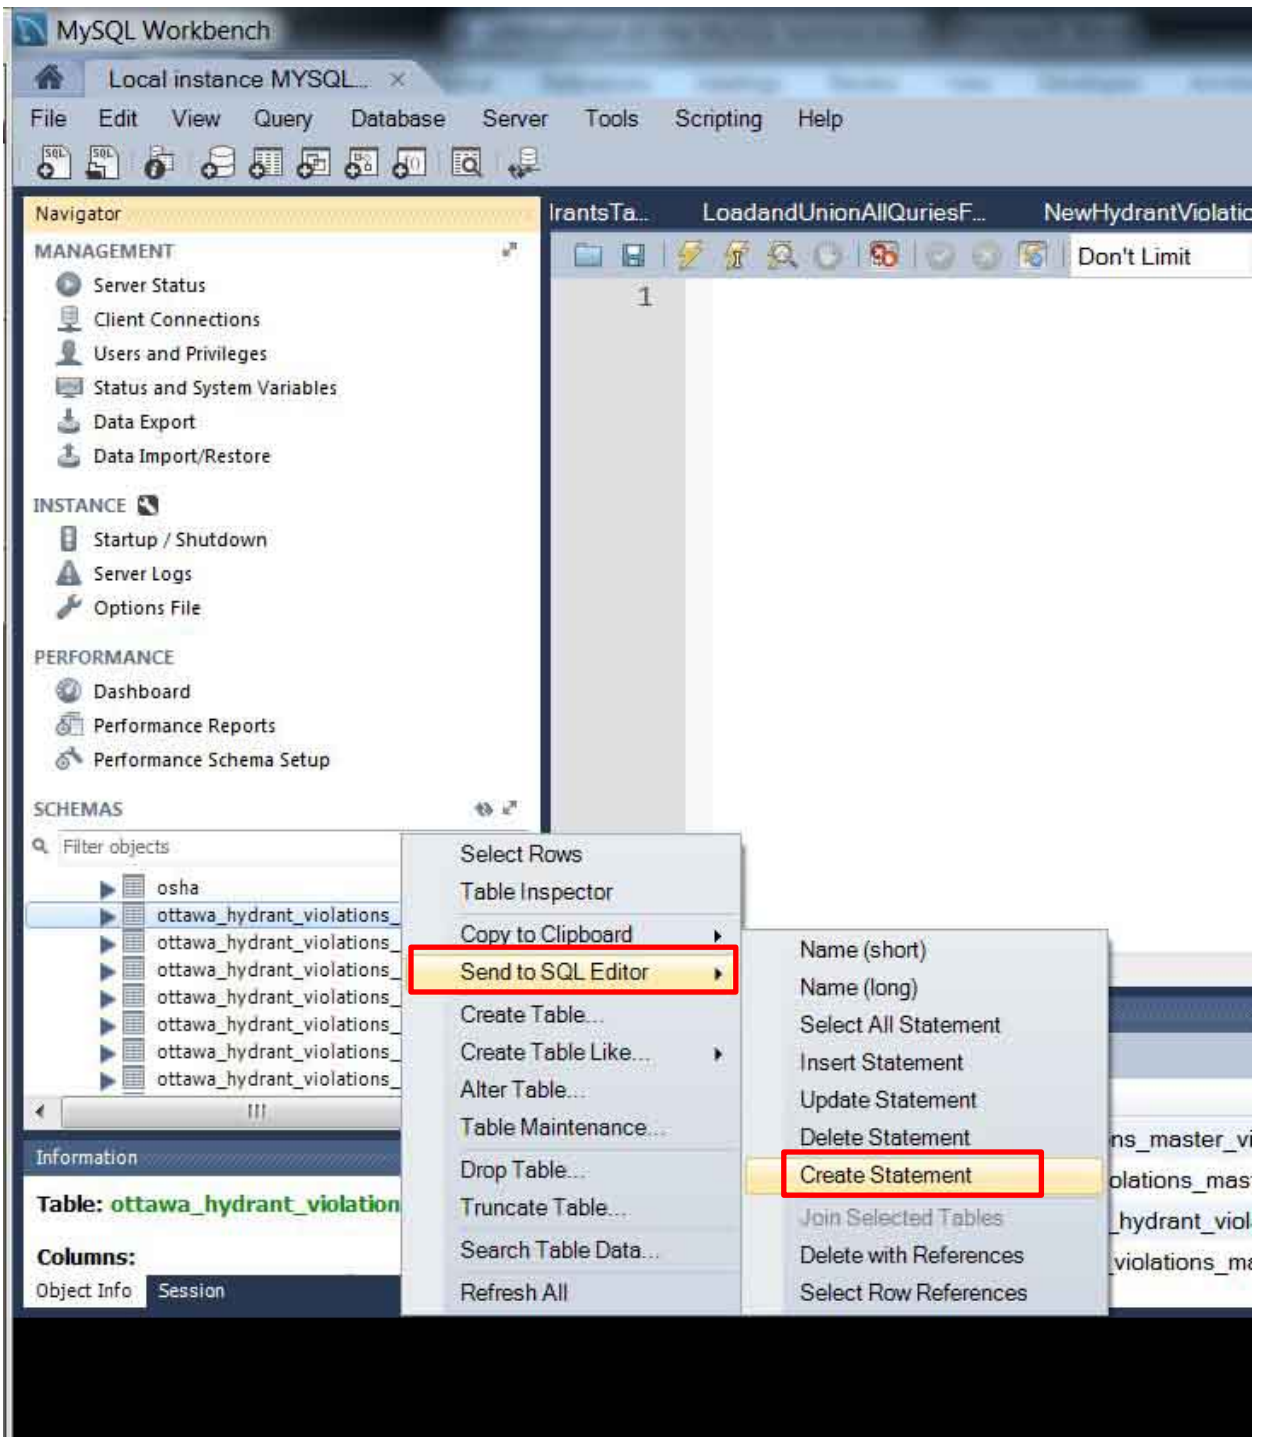 MySQL Workbench
Local instance MYSQL... ×
File Edit View Query Database Server Tools Scripting Help
Navigator
IrantsTa... LoadandUnionAllQuriesF... NewHydrantViolatio
MANAGEMENT
Don't Limit
Server Status
1
Client Connections
Users and Privileges
Status and System Variables
Data Export
Data Import/Restore
INSTANCE
Startup / Shutdown
Server Logs
Options File
PERFORMANCE
Dashboard
Performance Reports
Performance Schema Setup
SCHEMAS
Filter objects
osha
ottawa_hydrant_violations_
ottawa_hydrant_violations_
ottawa_hydrant_violations_
ottawa_hydrant_violations_
ottawa_hydrant_violations_
ottawa_hydrant_violations_
ottawa_hydrant_violations_
Information
Table: ottawa_hydrant_violation
Columns:
Object Info Session
Select Rows
Table Inspector
Copy to Clipboard
Send to SQL Editor
Create Table...
Create Table Like...
Alter Table...
Table Maintenance...
Drop Table...
Truncate Table...
Search Table Data...
Refresh All
Name (short)
Name (long)
Select All Statement
Insert Statement
Update Statement
Delete Statement
Create Statement
Join Selected Tables
Delete with References
Select Row References
ns_master_vi
olations_mas
_hydrant_viol
violations_ma